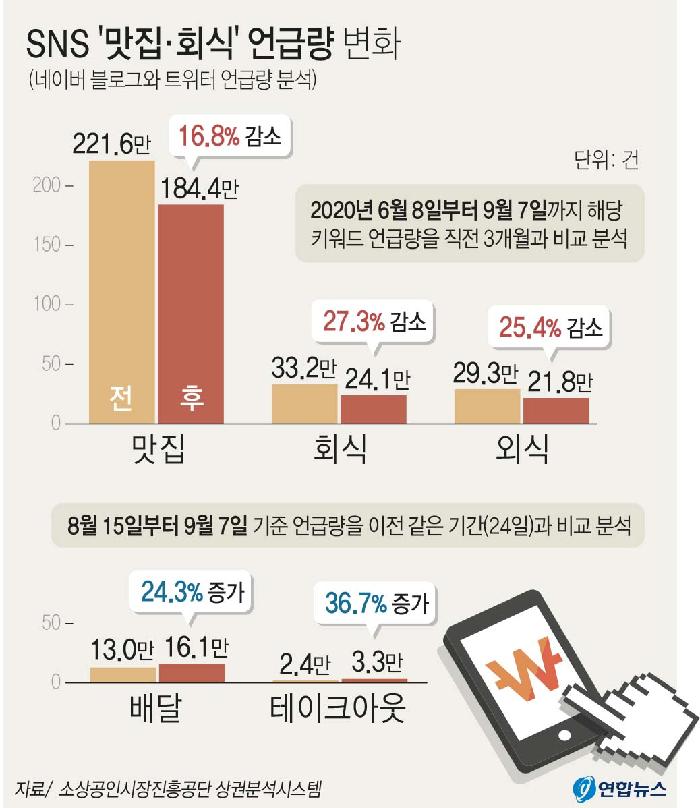 SNS '맛집·회식' 언급량 변화
(네이버 블로그와 트위터 언급량 분석)
단위: 건
2020년 6월 8일부터 9월 7일까지 해당
키워드 언급량을 직전 3개월과 비교 분석
221.6만
16.8% 감소
184.4만
200
150
100
50
0
전
후
27.3% 감소
33.2만
24.1만
25.4% 감소
29.3만
21.8만
맛집
회식
외식
8월 15일부터 9월 7일 기준 언급량을 이전 같은 기간(24일)과 비교 분석
50
0
24.3% 증가
13.0만
16.1만
36.7% 증가
2.4만
3.3만
배달
테이크아웃
W
자료/ 소상공인시장진흥공단 상권분석시스템
연합뉴스